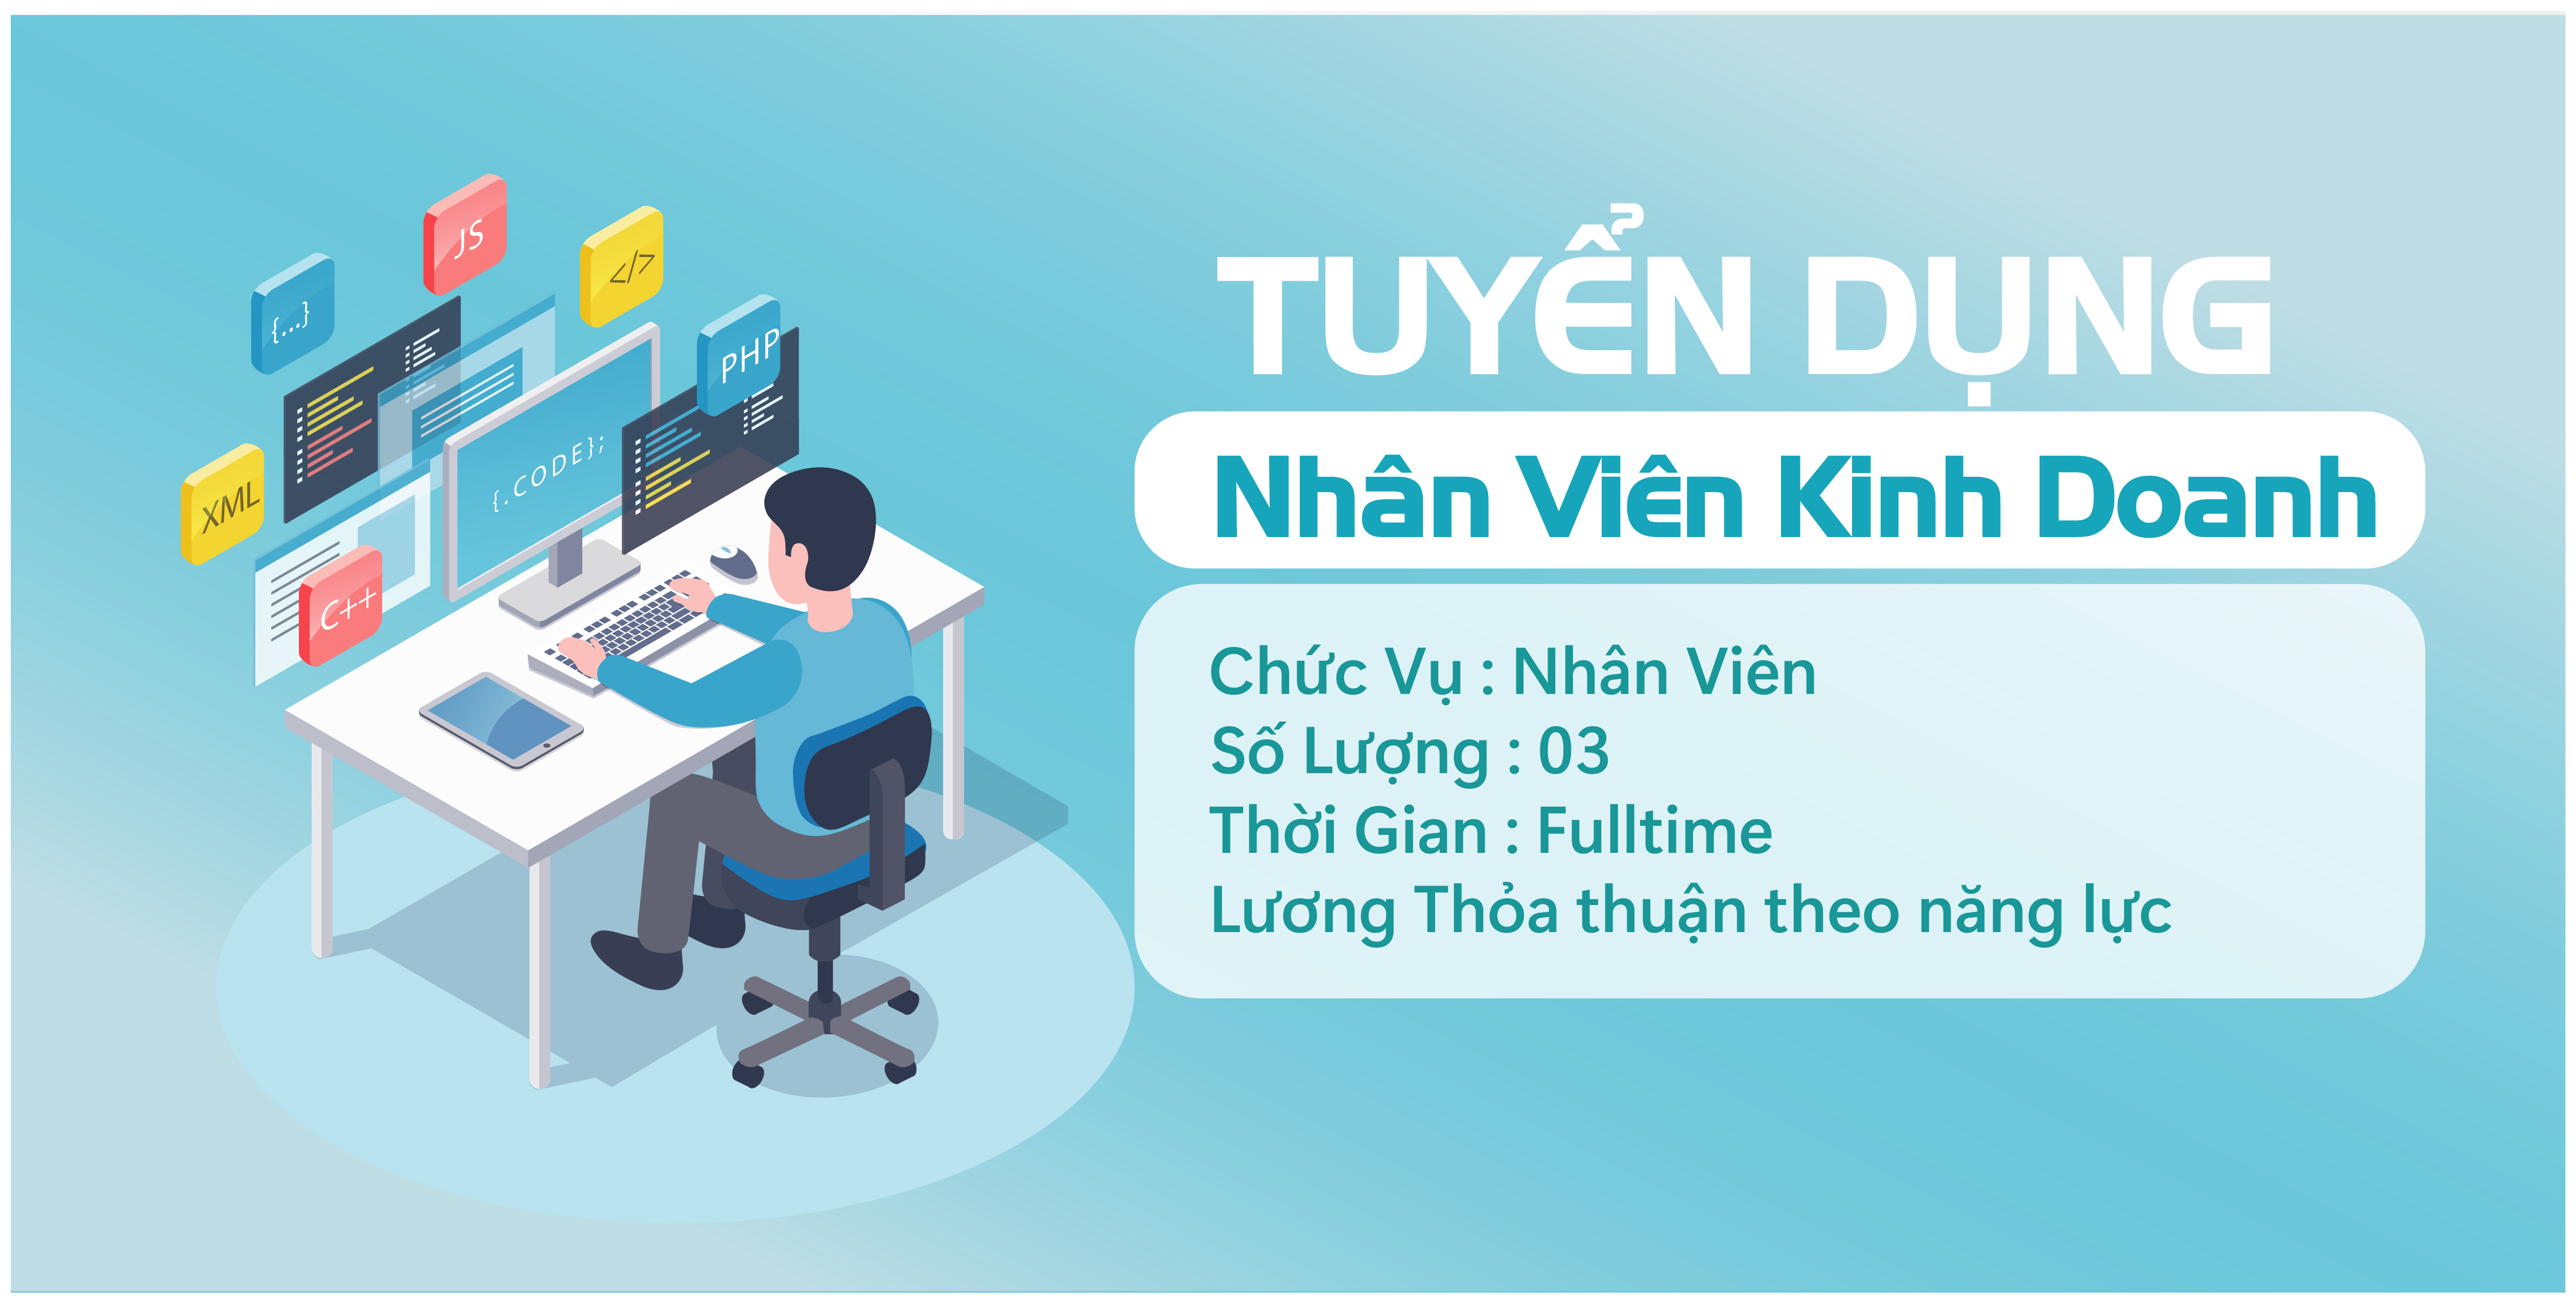 TUYỂN DỤNG
Nhân Viên Kinh Doanh
Chức Vụ : Nhân Viên
Số Lượng : 03
Thời Gian : Fulltime
Lương Thỏa thuận theo năng lực
JS
</>
{...}
PHP
{.CODE};
XML
C++